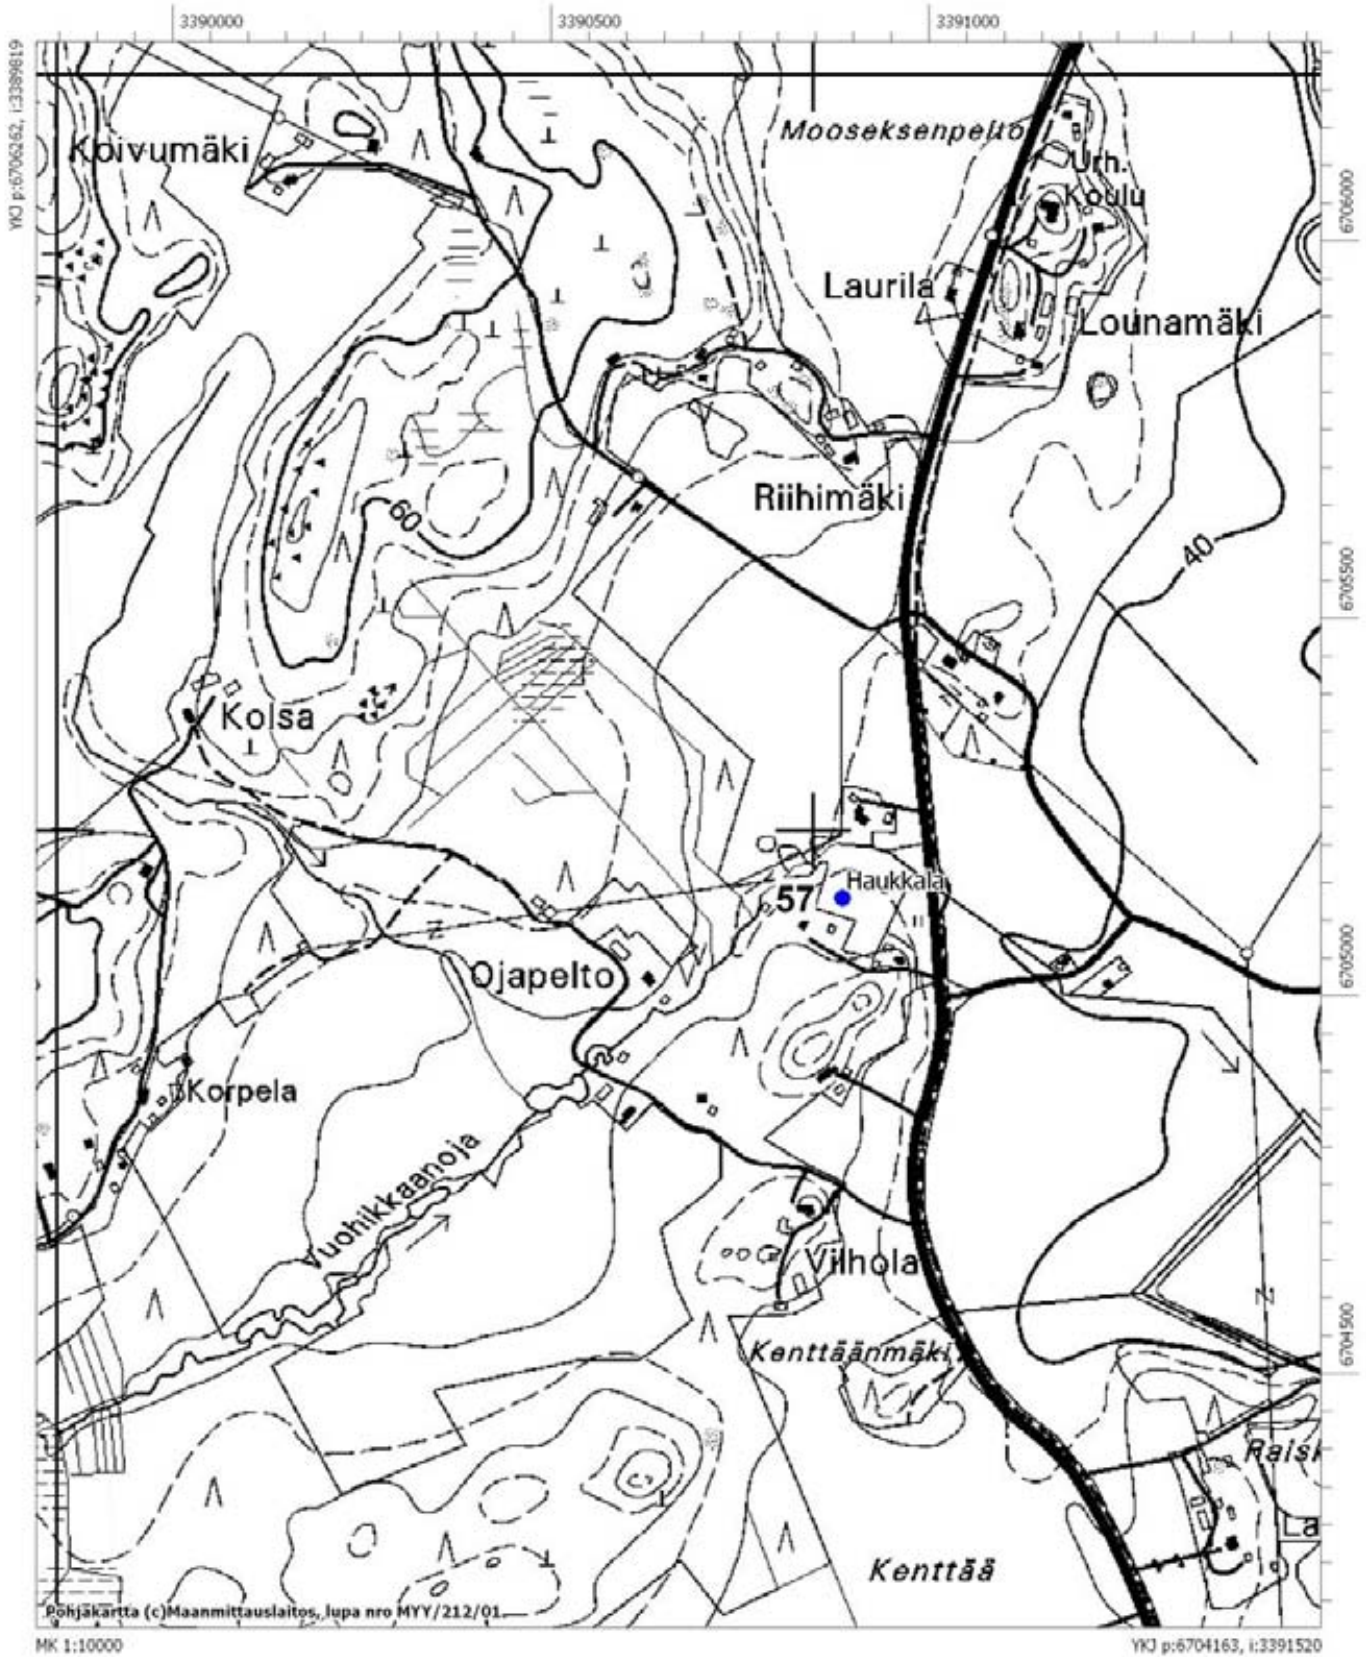 3390000
3390500
3391000
YKJ p:6706262, i:3389819
Mooseksenpelto
Koivumäki
Urh.
Koulu
6706000
Laurila
Lounamäki
Riihimäki
60
40
6705500
Kolsa
57
Haukkala
6705000
Ojapelto
Korpela
Vuohikkaanoja
Vilhola
6704500
Kenttäänmäki
Kenttää
Pohjakartta (c)Maanmittauslaitos, lupa nro MYY/212/01.
MK 1:10000
YKJ p:6704163, i:3391520